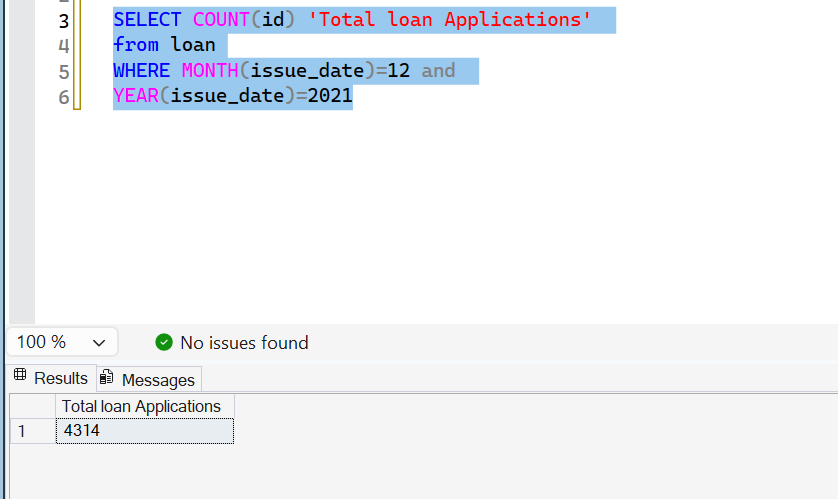 3 SELECT COUNT(id) 'Total loan Applications'
4 from loan
5 WHERE MONTH(issue_date)=12 and
6 YEAR(issue_date)=2021
100 % No issues found
Results Messages
Total loan Applications
1 4314